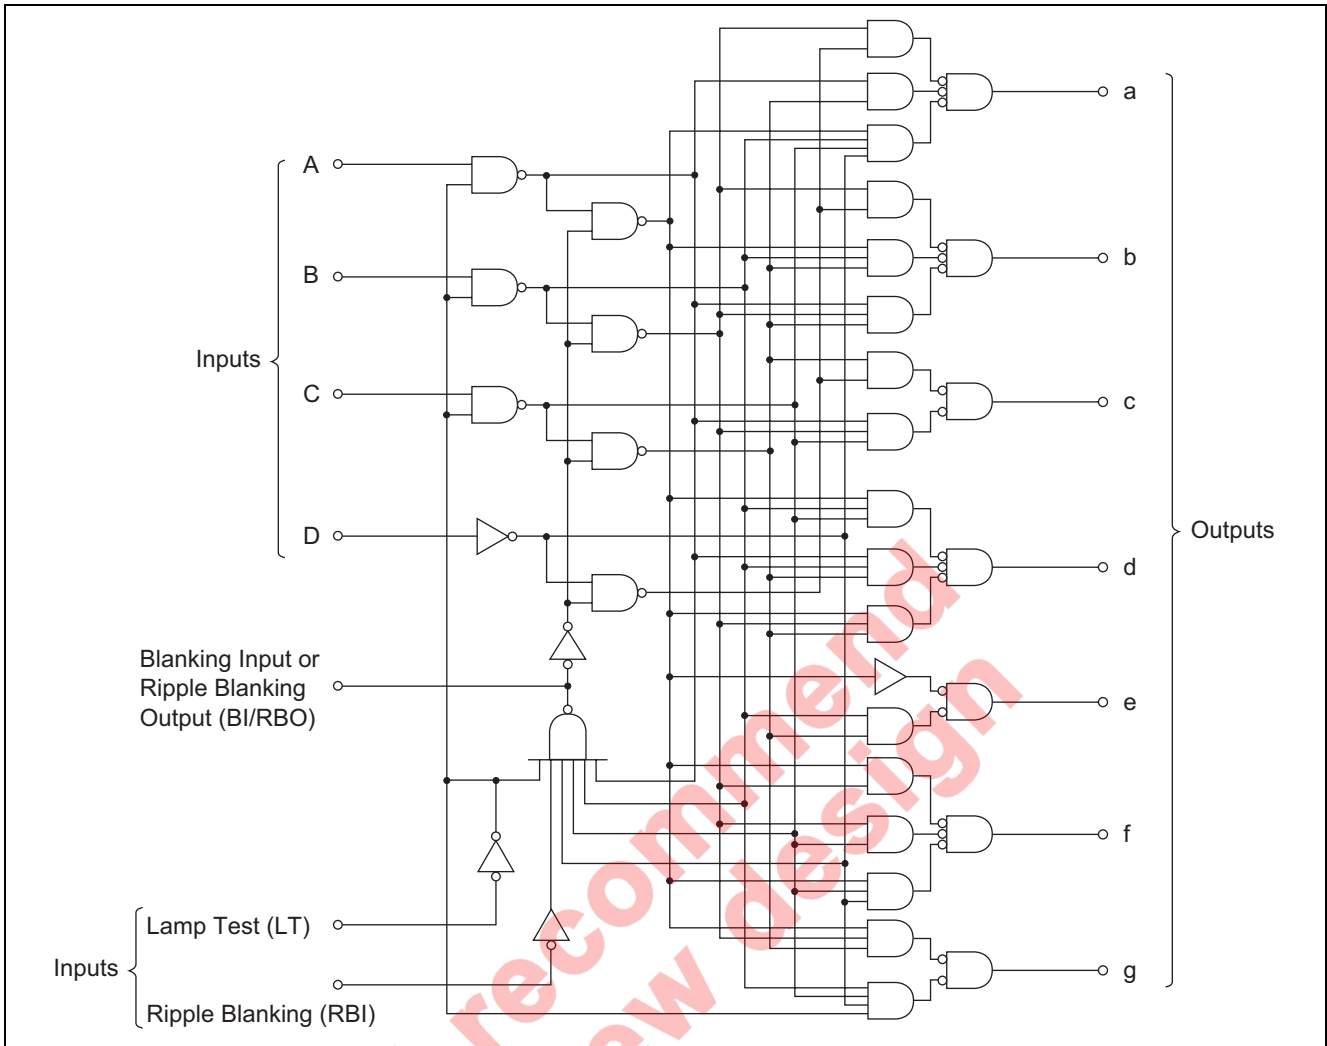 A
B
Inputs
C
D
Blanking Input or
Ripple Blanking
Output (BI/RBO)
Lamp Test (LT)
Inputs
Ripple Blanking (RBI)
a
b
c
d
e
f
g
Outputs
recommend
ew design